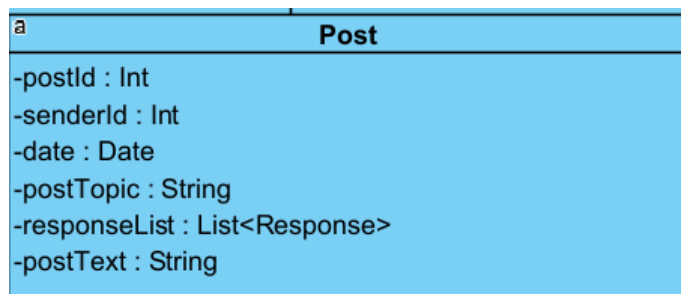 a
Post
-postId : Int
-senderId : Int
-date : Date
-postTopic : String
-responseList : List<Response>
-postText : String